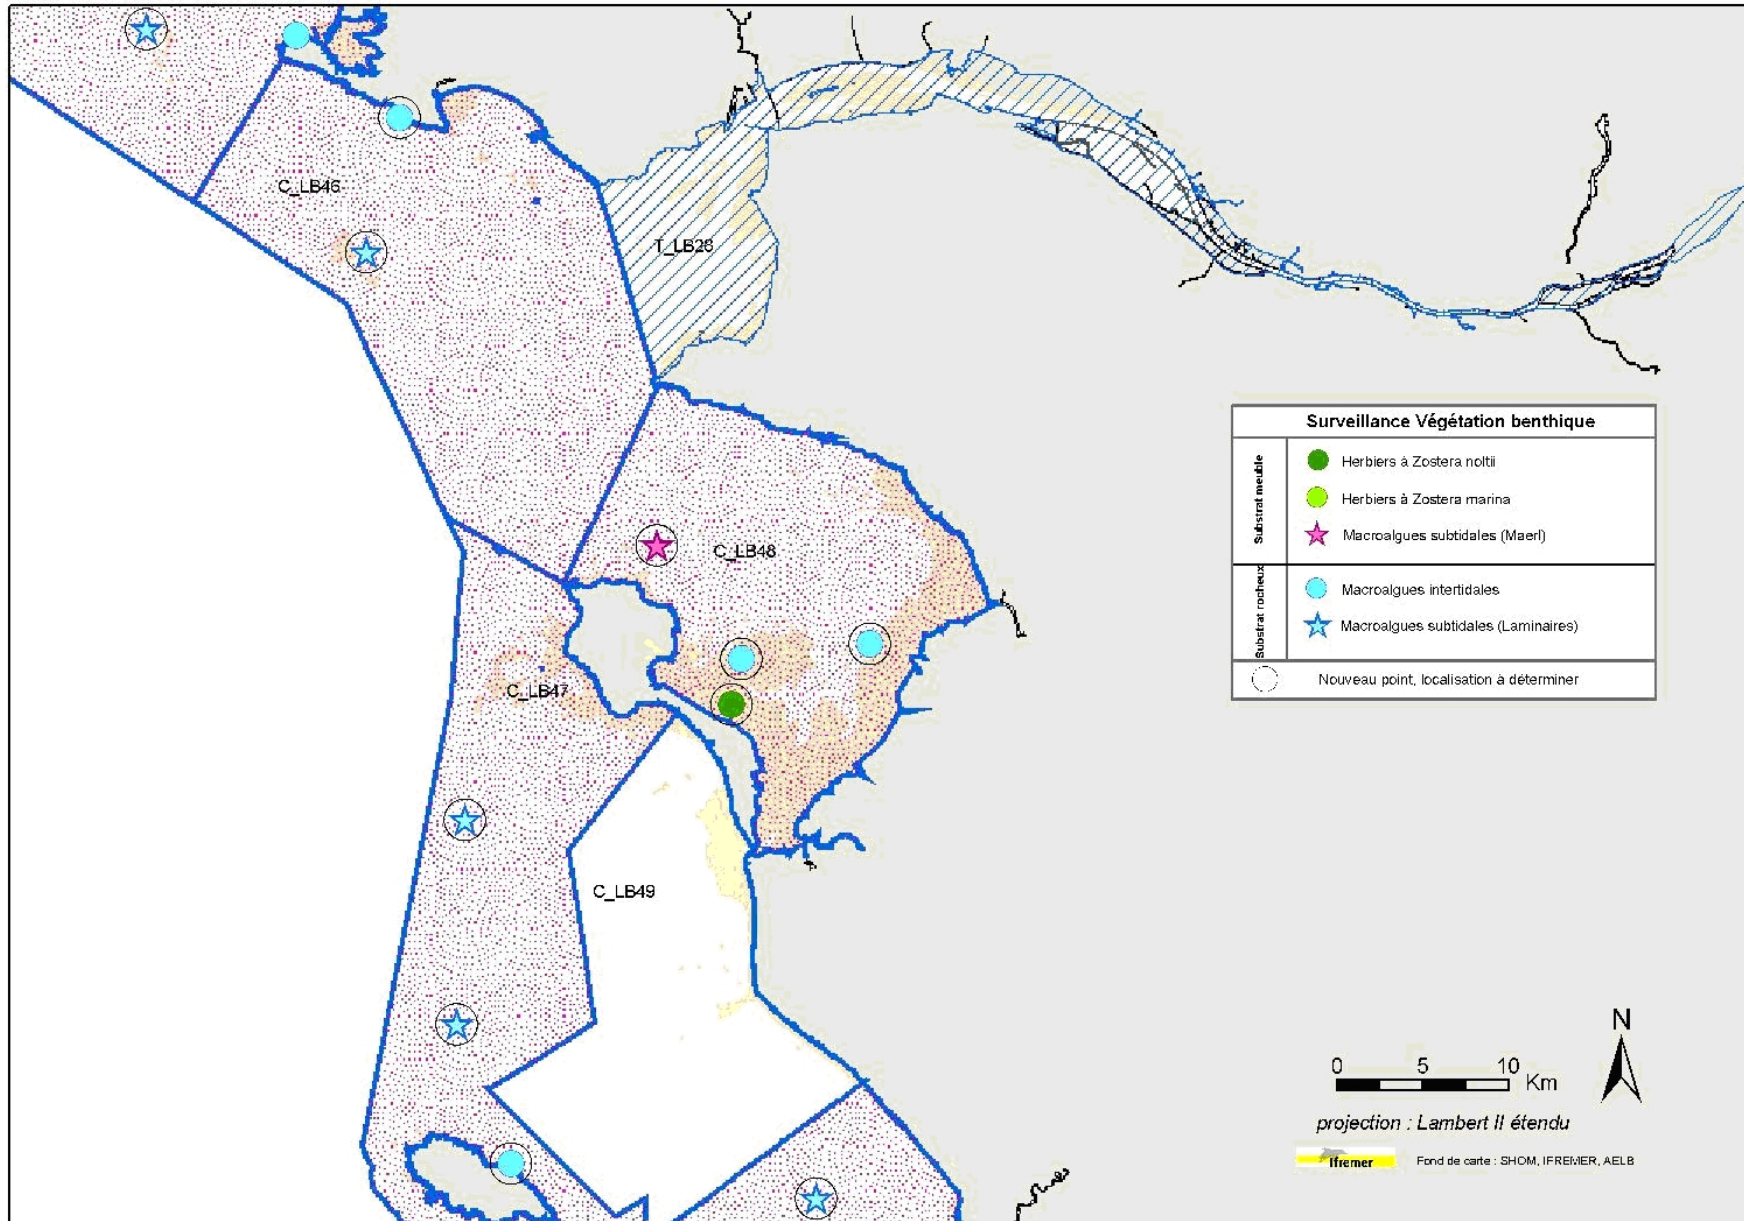 C_LB46
T_LB28
C_LB48
C_LB47
C_LB49
Surveillance Végétation benthique
Substrat meuble
Herbiers à Zostera noltii
Herbiers à Zostera marina
Macroalgues subtidales (Maerl)
Substrat rocheux
Macroalgues intertidales
Macroalgues subtidales (Laminaires)
Nouveau point, localisation à déterminer
N
0 5 10 Km
projection : Lambert II étendu
Ifremer
Fond de carte : SHOM, IFREMER, AELB